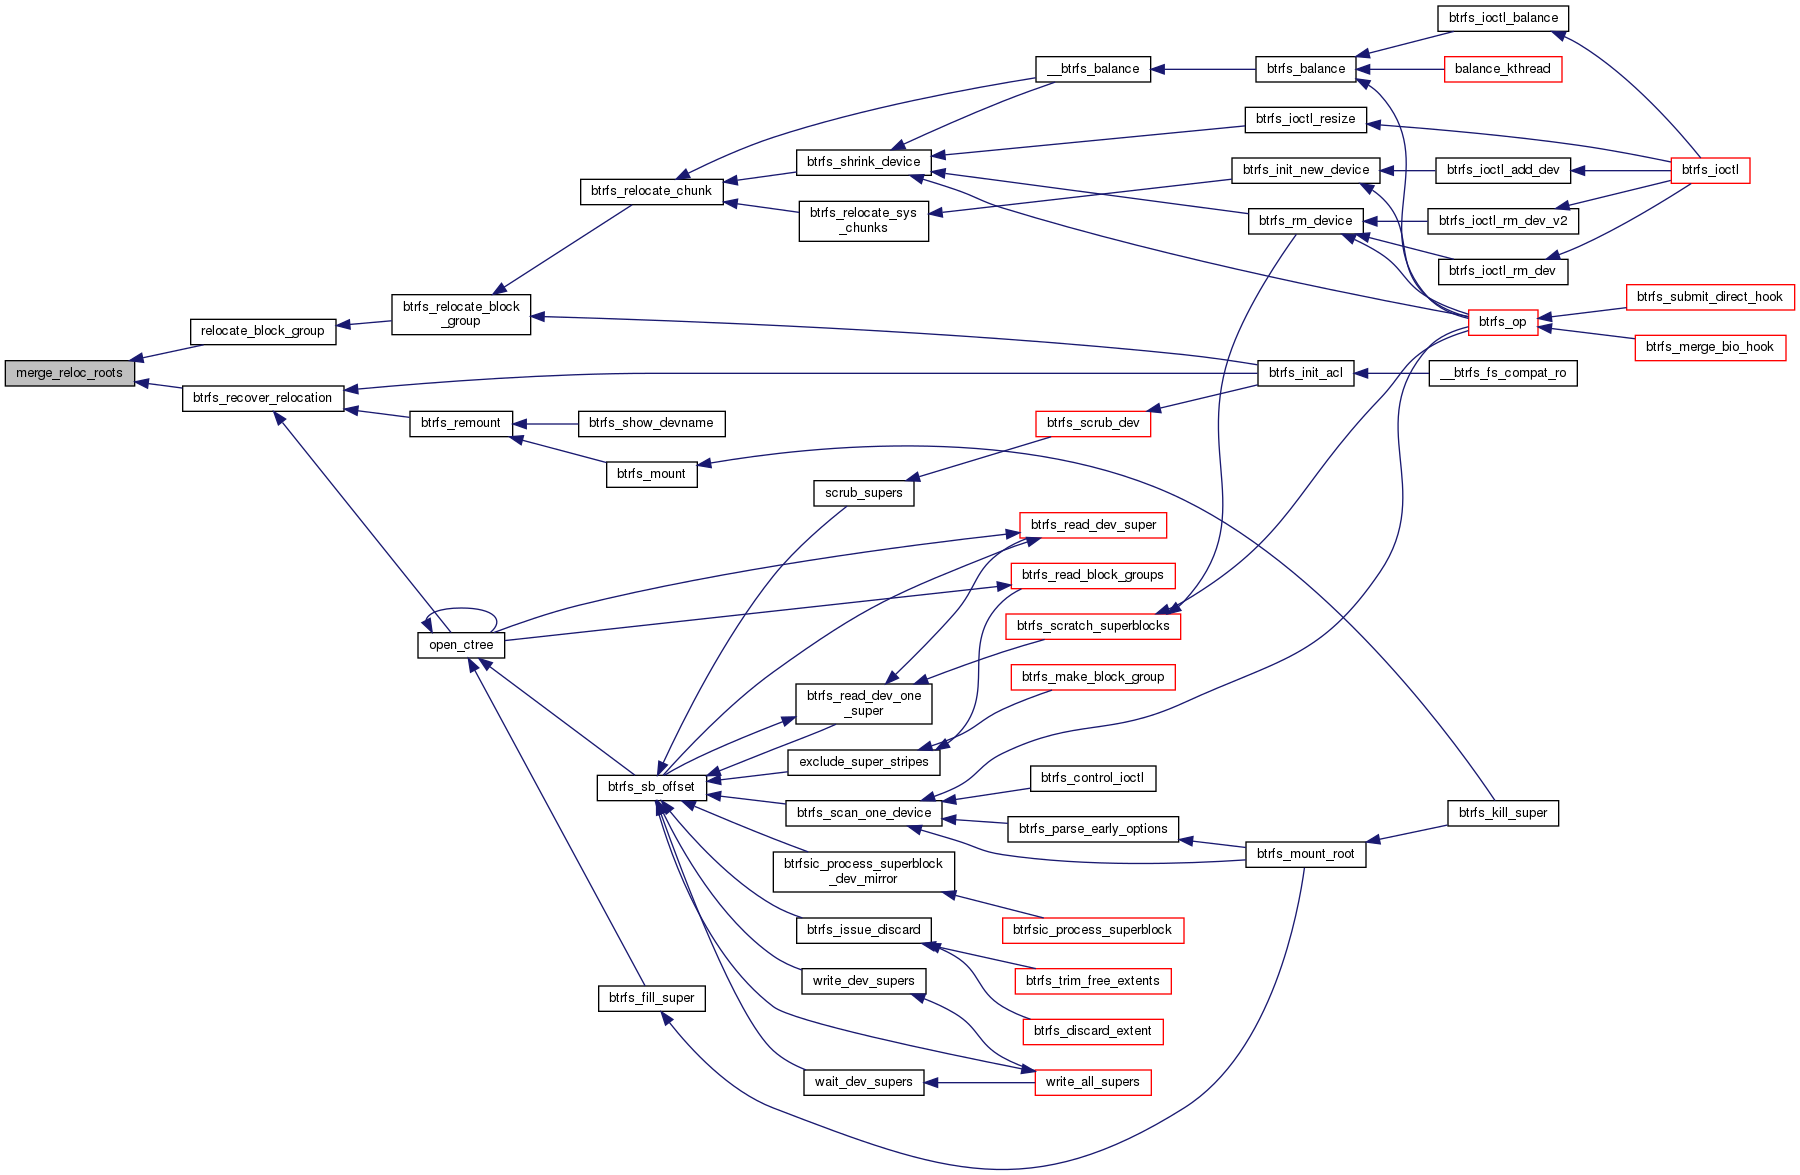 btrfs_ioctl_balance
__btrfs_balance
btrfs_balance
balance_kthread
btrfs_ioctl_resize
btrfs_shrink_device
btrfs_init_new_device
btrfs_ioctl_add_dev
btrfs_ioctl
btrfs_relocate_chunk
btrfs_relocate_sys
_chunks
btrfs_rm_device
btrfs_ioctl_rm_dev_v2
btrfs_ioctl_rm_dev
btrfs_submit_direct_hook
btrfs_relocate_block
_group
btrfs_op
relocate_block_group
btrfs_merge_bio_hook
merge_reloc_roots
btrfs_init_acl
__btrfs_fs_compat_ro
btrfs_recover_relocation
btrfs_remount
btrfs_show_devname
btrfs_scrub_dev
btrfs_mount
scrub_supers
btrfs_read_dev_super
btrfs_read_block_groups
btrfs_scratch_superblocks
open_ctree
btrfs_make_block_group
btrfs_read_dev_one
_super
exclude_super_stripes
btrfs_control_ioctl
btrfs_sb_offset
btrfs_scan_one_device
btrfs_kill_super
btrfs_parse_early_options
btrfs_mount_root
btrfsic_process_superblock
_dev_mirror
btrfs_issue_discard
btrfsic_process_superblock
write_dev_supers
btrfs_trim_free_extents
btrfs_fill_super
btrfs_discard_extent
wait_dev_supers
write_all_supers